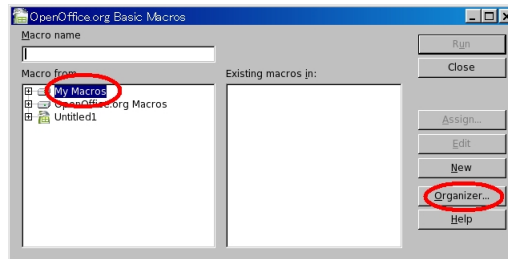 OpenOffice.org Basic Macros
Macro name
Run
Close
Macro from
Existing macros in:
My Macros
OpenOffice.org Macros
Untitled1
Assign...
Edit
New
Organizer...
Help